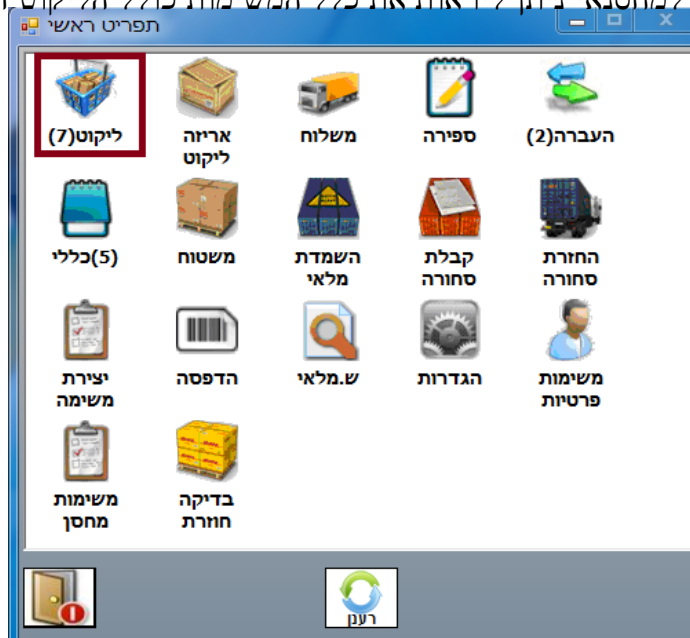 תפריט ראשי
העברה(2)
ספירה
משלוח
אריזה
ליקוט
ליקוט(7)
החזרת
סחורה
קבלת
סחורה
השמדת
מלאי
משטוח
(5)כללי
משימות
פרטיות
הגדרות
ש.מלאי
הדפסה
יצירת
משימה
בדיקה
חוזרת
משימות
מחסן
רענן